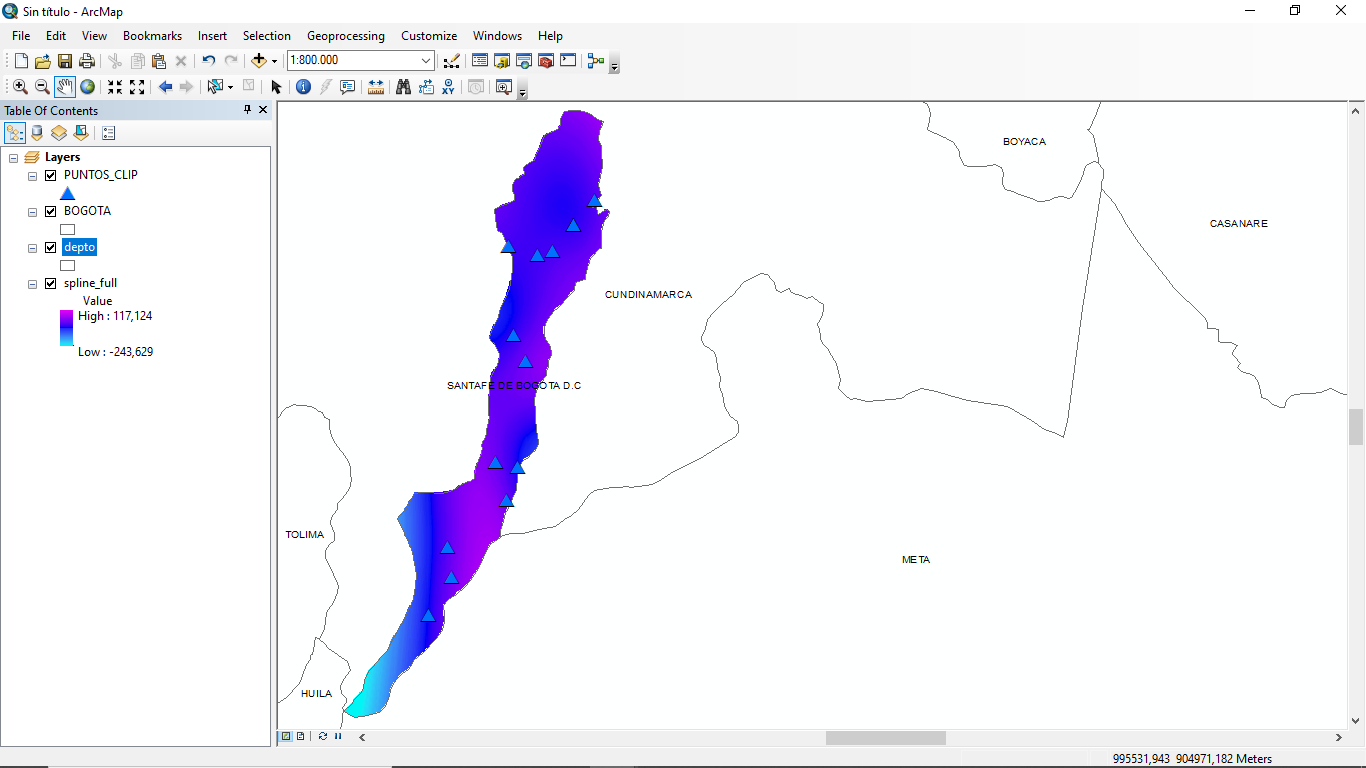 Sin título - ArcMap
File Edit View Bookmarks Insert Selection Geoprocessing Customize Windows Help
1:800.000
Table Of Contents
Layers
PUNTOS_CLIP
BOGOTA
depto
spline_full
Value
High : 117,124
Low : -243,629
BOYACA
CASANARE
CUNDINAMARCA
SANTAFE DE BOGOTA D.C
TOLIMA
META
HUILA
995531,943 904971,182 Meters